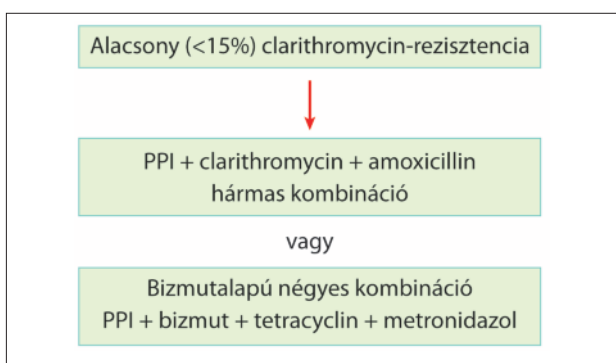 Alacsony (<15%) clarithromycin-rezisztencia
PPI + clarithromycin + amoxicillin
hármas kombináció
vagy
Bizmutalapú négyes kombináció
PPI + bizmut + tetracyclin + metronidazol